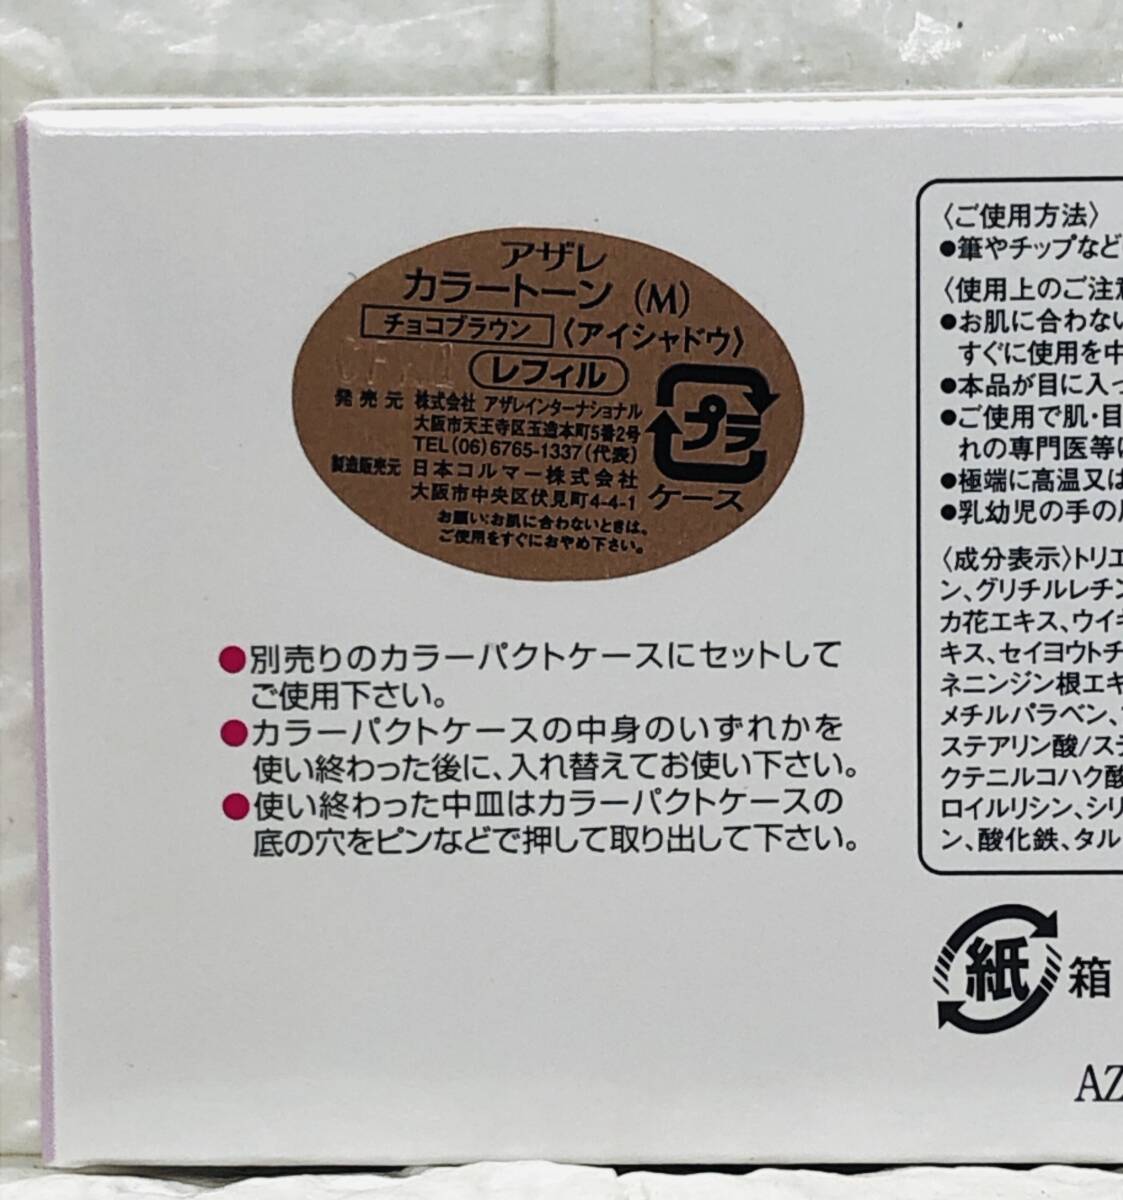 アザレ
カラートーン（M）
チョコブラウン 〈アイシャドウ〉
レフィル
発売元 株式会社 アザレインターナショナル
大阪市天王寺区玉造本町5番2号
TEL(06)6765-1337(代表)
製造販売元 日本コルマー株式会社
大阪市中央区伏見町4-4-1
お願い：お肌に合わないときは、
ご使用をすぐにおやめ下さい。
プラ
ケース
●別売りのカラーパクトケースにセットして
ご使用下さい。
●カラーパクトケースの中身のいずれかを
使い終わった後に、入れ替えてお使い下さい。
●使い終わった中皿はカラーパクトケースの
底の穴をピンなどで押して取り出して下さい。
〈ご使用方法〉
●筆やチップなど
〈使用上のご注意
●お肌に合わない
すぐに使用を中
●本品が目に入っ
●ご使用で肌・目
れの専門医等に
●極端に高温又は
●乳幼児の手の
〈成分表示〉トリエ
ン、グリチルレチン
カ花エキス、ウイキ
キス、セイヨウトチ
ネニンジン根エキ
メチルパラベン、
ステアリン酸/ステ
クテニルコハク酸
ロイルリシン、シリ
ン、酸化鉄、タル
紙 箱
AZ